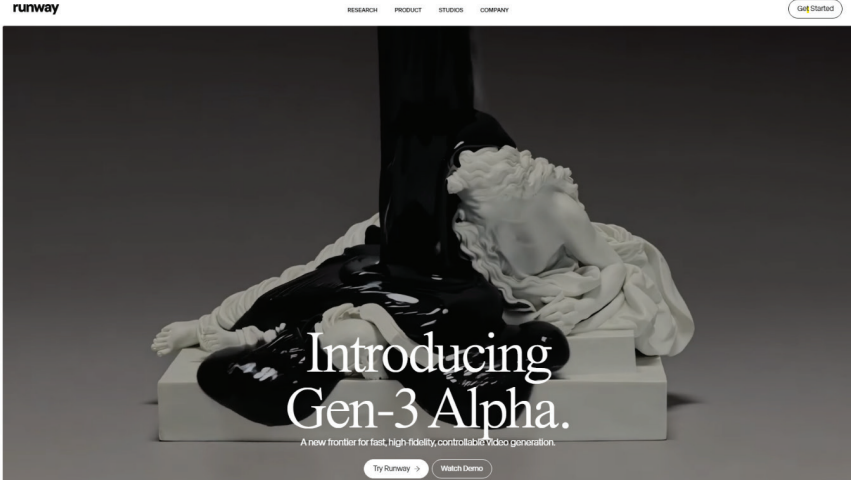 runway
RESEARCH PRODUCT STUDIOS COMPANY
Get Started
Introducing
Gen-3 Alpha.
A new frontier for fast, high-fidelity, controllable video generation.
Try Runway →
Watch Demo